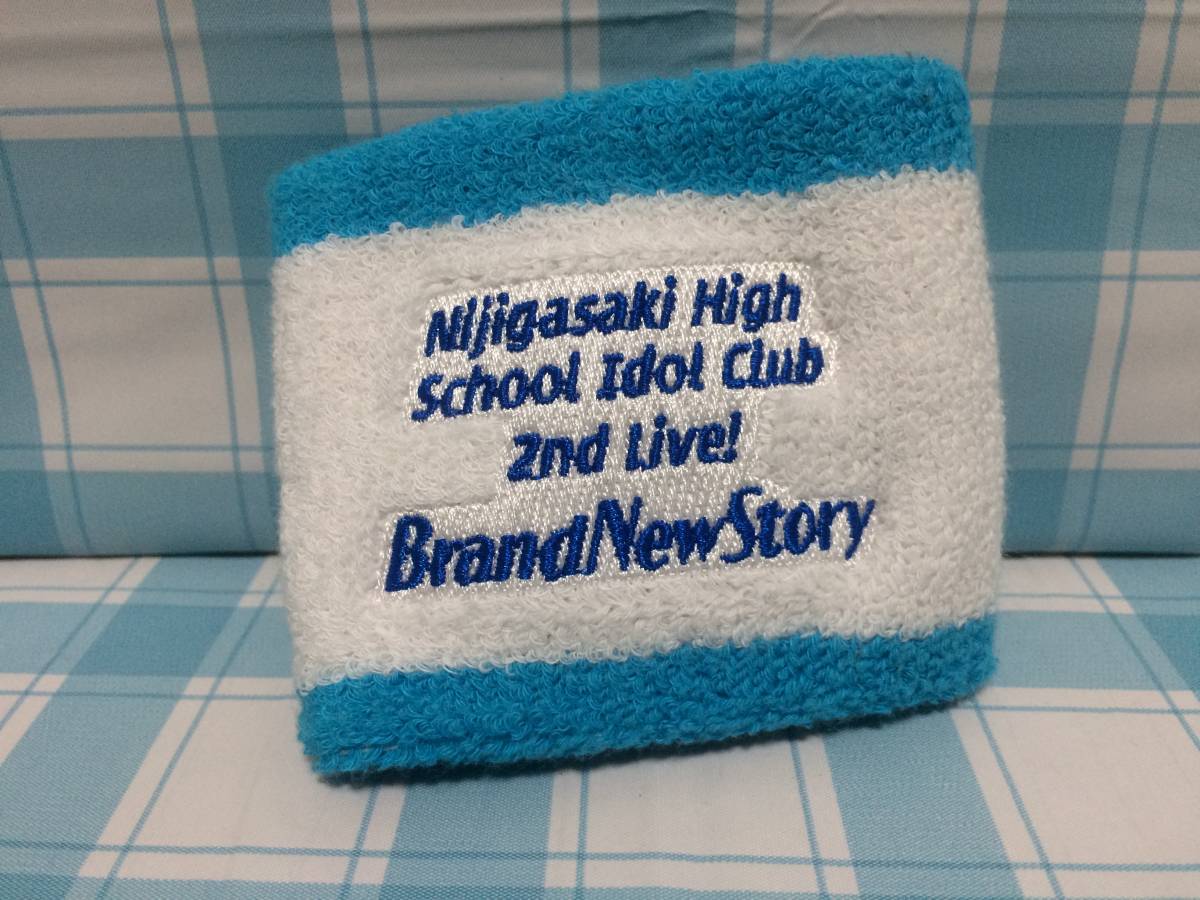 Nijigasaki High
School Idol Club
2nd Live!
BrandNewStory